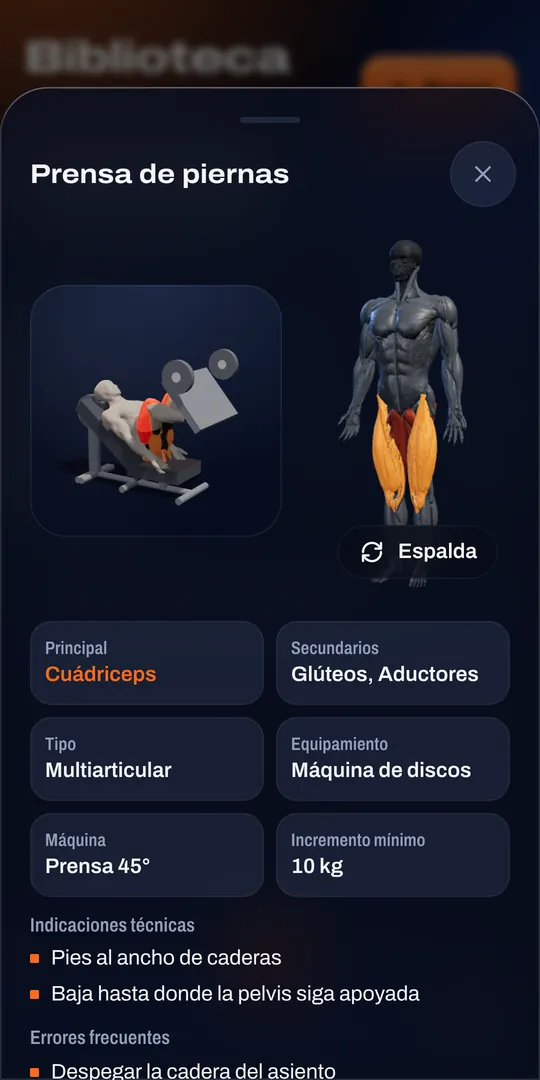 Biblioteca
Prensa de piernas
Espalda
Principal
Cuádriceps
Secundarios
Glúteos, Aductores
Tipo
Multiarticular
Equipamiento
Máquina de discos
Máquina
Prensa 45°
Incremento mínimo
10 kg
Indicaciones técnicas
Pies al ancho de caderas
Baja hasta donde la pelvis siga apoyada
Errores frecuentes
Despegar la cadera del asiento